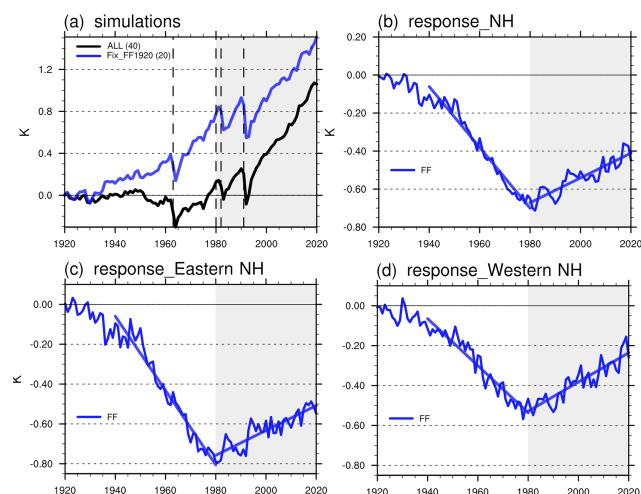 (a) simulations
K
1.2
0.8
0.4
0.0
ALL (40)
Fix_FF1920 (20)
1920 1940 1960 1980 2000 2020
(b) response_NH
K
0.20
0.00
-0.20
-0.40
-0.60
-0.80
FF
1920 1940 1960 1980 2000 2020
(c) response_Eastern NH
K
0.00
-0.20
-0.40
-0.60
-0.80
FF
1920 1940 1960 1980 2000 2020
(d) response_Western NH
0.00
-0.20
-0.40
-0.60
-0.80
FF
1920 1940 1960 1980 2000 2020